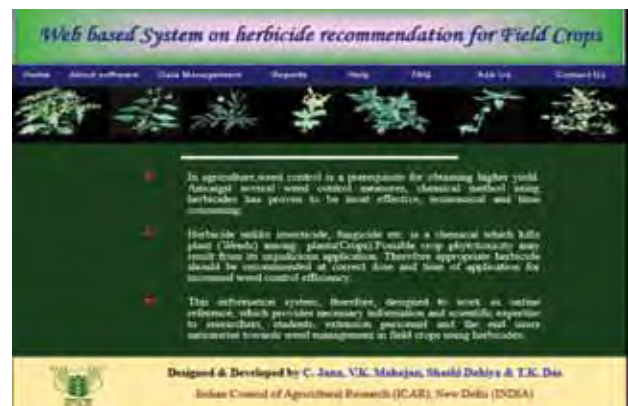 Web based System on herbicide recommendation for Field Crops
Home About software Data Management Reports Help FAQ Ask Us Contact Us
In agriculture,weed control is a prerequisite for obtaining higher yield.
Amongst several weed control measures, chemical method using
herbicides has proven to be most effective, economical and time
consuming.
Herbicide unlike insecticide, fungicide etc. is a chemical which kills
plant (Weeds) among plants(Crops).Possible crop phytotoxicity may
result from its injudicious application. Therefore appropriate herbicide
should be recommended at correct dose and time of application for
increased weed control efficiency.
This information system, therefore, designed to work as online
reference, which provides necessary information and scientific expertise
to researchers, students, extension personnel and the end users
towards weed management in field crops using herbicides.
Designed & Developed by C. Jana, V.K. Mahajan, Shashi Dahiya & T.K. Das
Indian Council of Agricultural Research (ICAR), New Delhi (INDIA)